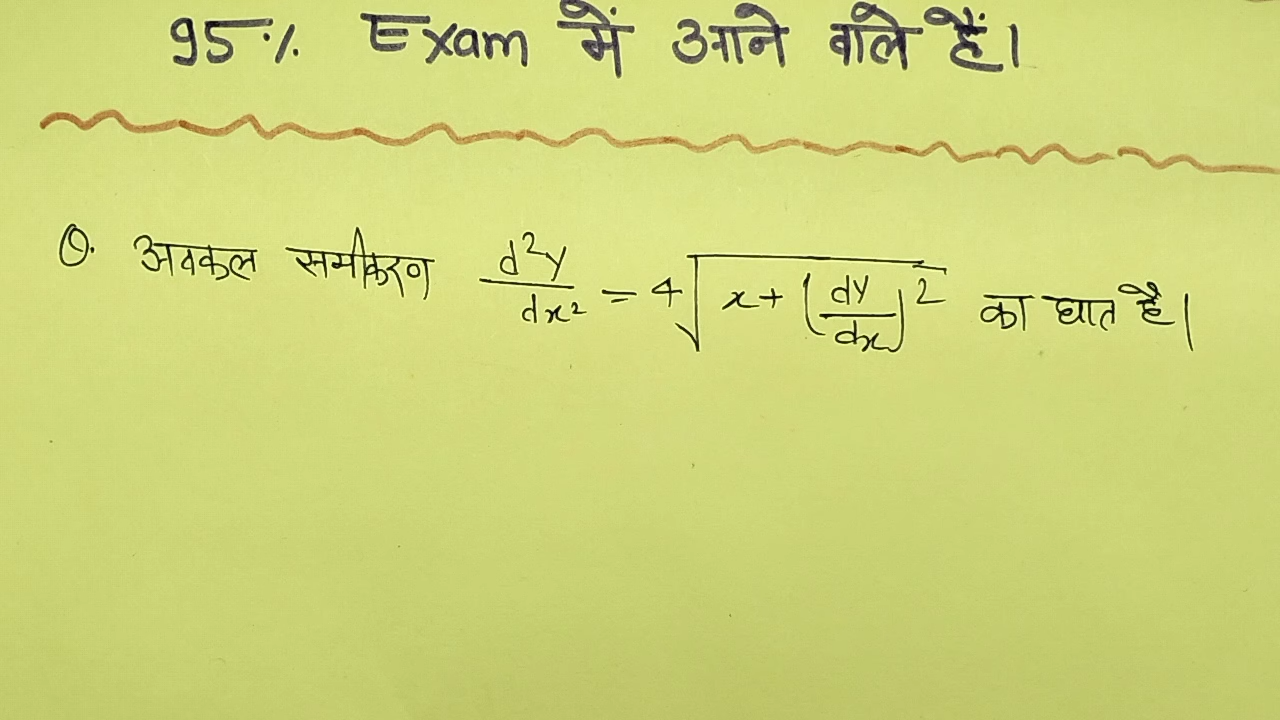 95% Exam में आने वाले हैं।
Q. अवकल समीकरण d²y/dx² = ⁴√(x + (dy/dx)²) का घात है।